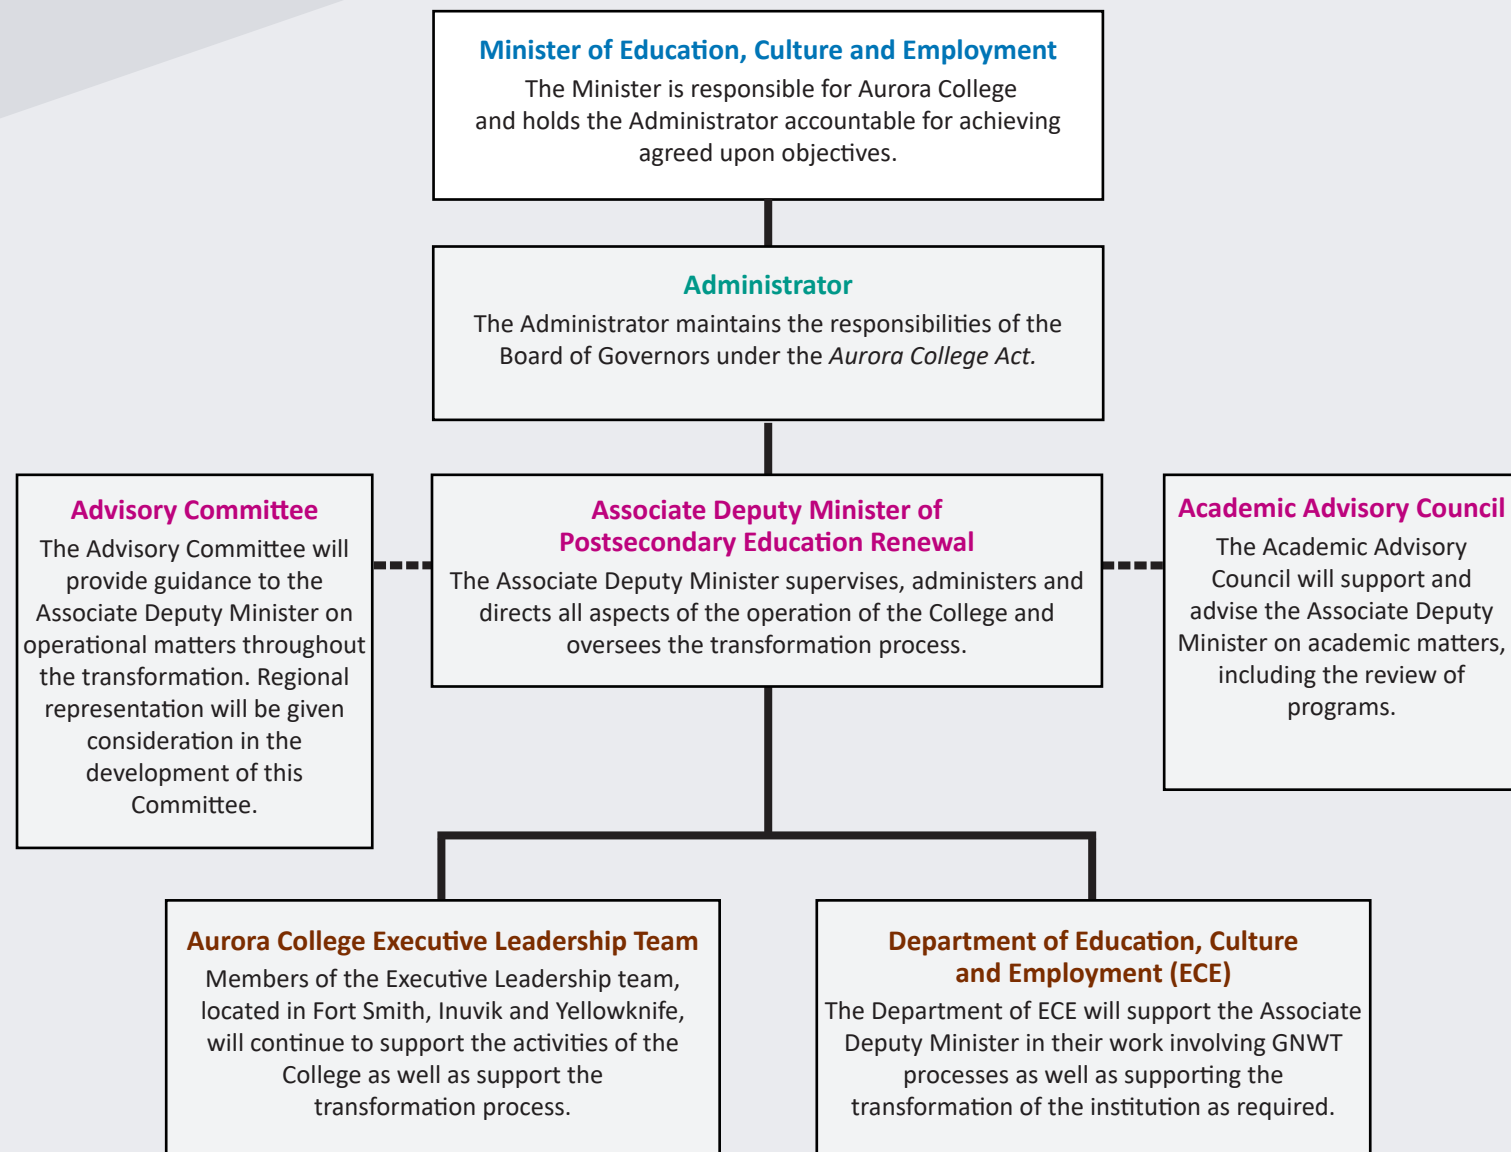 Minister of Education, Culture and Employment
The Minister is responsible for Aurora College
and holds the Administrator accountable for achieving
agreed upon objectives.
Administrator
The Administrator maintains the responsibilities of the
Board of Governors under the Aurora College Act.
Advisory Committee
The Advisory Committee will
provide guidance to the
Associate Deputy Minister on
operational matters throughout
the transformation. Regional
representation will be given
consideration in the
development of this
Committee.
Associate Deputy Minister of
Postsecondary Education Renewal
The Associate Deputy Minister supervises, administers and
directs all aspects of the operation of the College and
oversees the transformation process.
Academic Advisory Council
The Academic Advisory
Council will support and
advise the Associate Deputy
Minister on academic matters,
including the review of
programs.
Aurora College Executive Leadership Team
Members of the Executive Leadership team,
located in Fort Smith, Inuvik and Yellowknife,
will continue to support the activities of the
College as well as support the
transformation process.
Department of Education, Culture
and Employment (ECE)
The Department of ECE will support the Associate
Deputy Minister in their work involving GNWT
processes as well as supporting the
transformation of the institution as required.